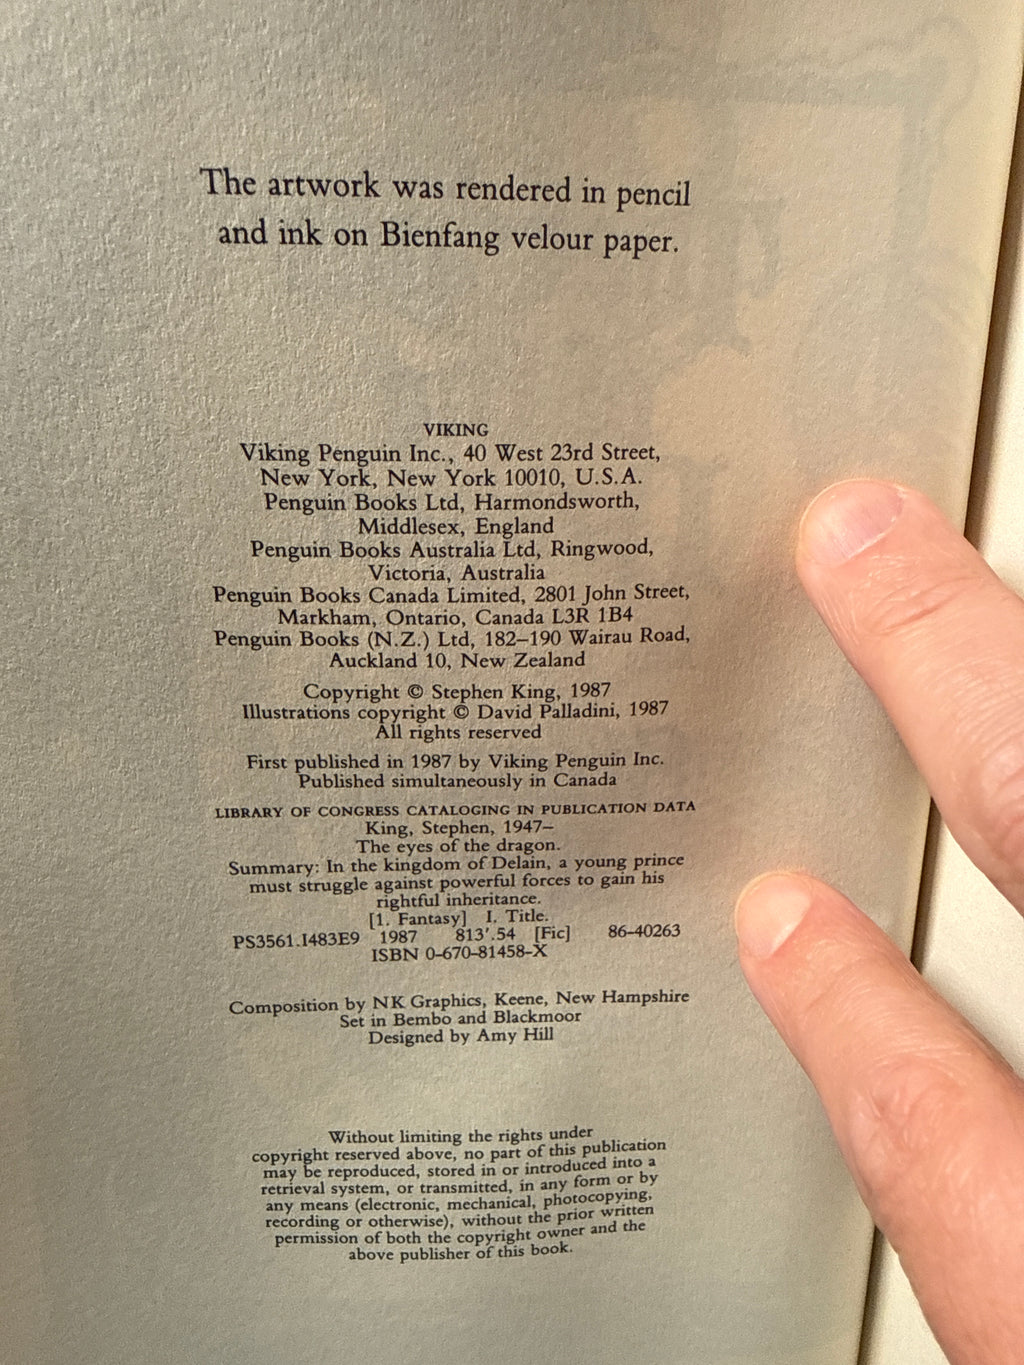 The artwork was rendered in pencil
and ink on Bienfang velour paper.
VIKING
Viking Penguin Inc., 40 West 23rd Street,
New York, New York 10010, U.S.A.
Penguin Books Ltd, Harmondsworth,
Middlesex, England
Penguin Books Australia Ltd, Ringwood,
Victoria, Australia
Penguin Books Canada Limited, 2801 John Street,
Markham, Ontario, Canada L3R 1B4
Penguin Books (N.Z.) Ltd, 182–190 Wairau Road,
Auckland 10, New Zealand
Copyright © Stephen King, 1987
Illustrations copyright © David Palladini, 1987
All rights reserved
First published in 1987 by Viking Penguin Inc.
Published simultaneously in Canada
LIBRARY OF CONGRESS CATALOGING IN PUBLICATION DATA
King, Stephen, 1947–
The eyes of the dragon.
Summary: In the kingdom of Delain, a young prince
must struggle against powerful forces to gain his
rightful inheritance.
[1. Fantasy] I. Title.
PS3561.I483E9 1987 813'.54 [Fic] 86–40263
ISBN 0–670–81458–X
Composition by NK Graphics, Keene, New Hampshire
Set in Bembo and Blackmoor
Designed by Amy Hill
Without limiting the rights under
copyright reserved above, no part of this publication
may be reproduced, stored in or introduced into a
retrieval system, or transmitted, in any form or by
any means (electronic, mechanical, photocopying,
recording or otherwise), without the prior written
permission of both the copyright owner and the
above publisher of this book.